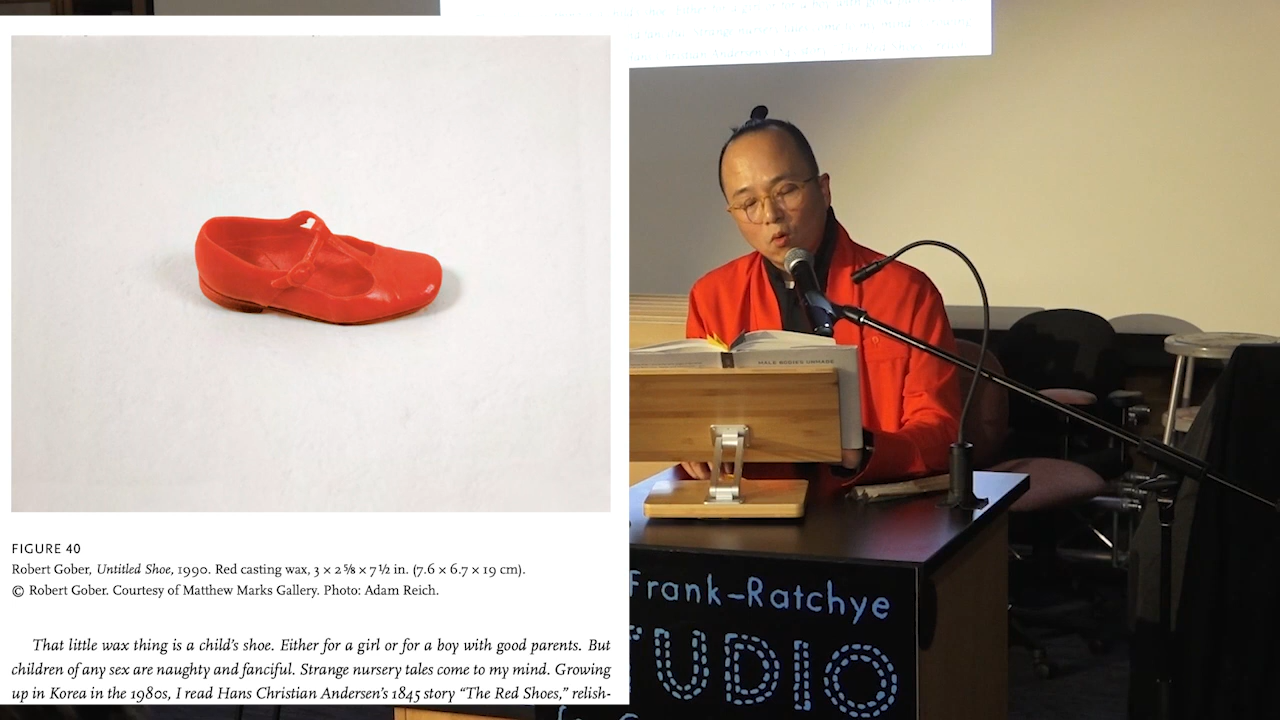 FIGURE 40
Robert Gober, Untitled Shoe, 1990. Red casting wax, 3 × 2 ⅝ × 7 ½ in. (7.6 × 6.7 × 19 cm).
© Robert Gober. Courtesy of Matthew Marks Gallery. Photo: Adam Reich.
That little wax thing is a child's shoe. Either for a girl or for a boy with good parents. But
children of any sex are naughty and fanciful. Strange nursery tales come to my mind. Growing
up in Korea in the 1980s, I read Hans Christian Andersen's 1845 story “The Red Shoes,” relish-
MALE BODIES UNMADE
Frank-Ratchye
TUDIO